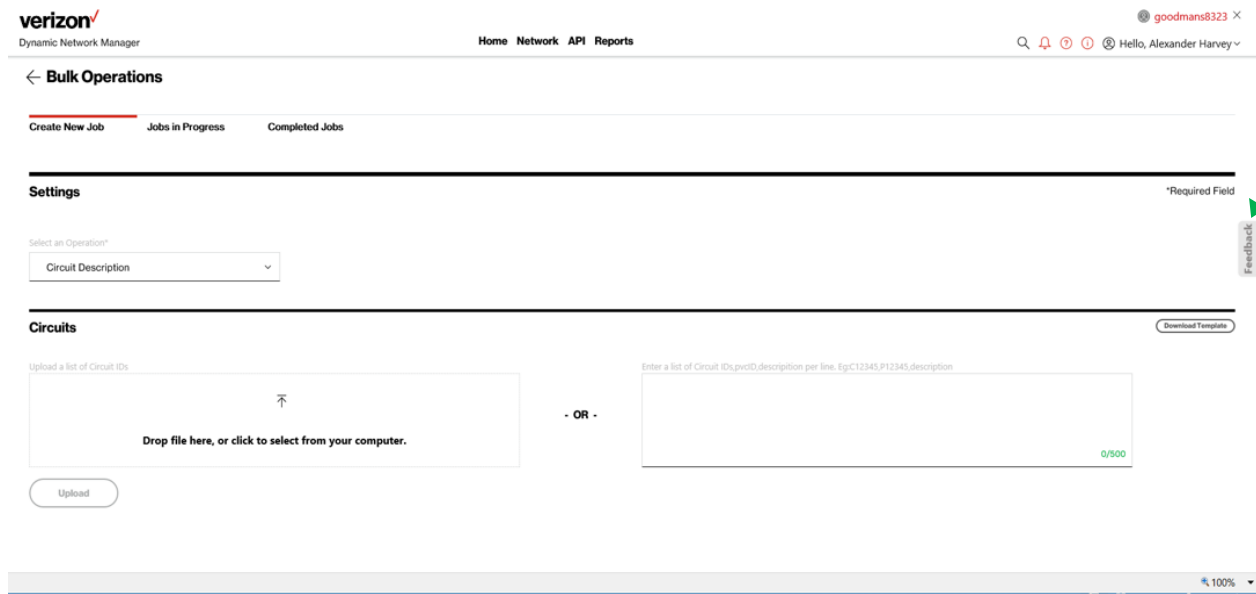 verizon
goodmans8323
Dynamic Network Manager
Home Network API Reports
Hello, Alexander Harvey
Bulk Operations
Create New Job
Jobs in Progress
Completed Jobs
Settings
*Required Field
Feedback
Select an Operation*
Circuit Description
Circuits
Download Template
Upload a list of Circuit IDs
Enter a list of Circuit IDs,pvcID,descripition per line. Eg:C12345,P12345,description
Drop file here, or click to select from your computer.
- OR -
0/500
Upload
100%